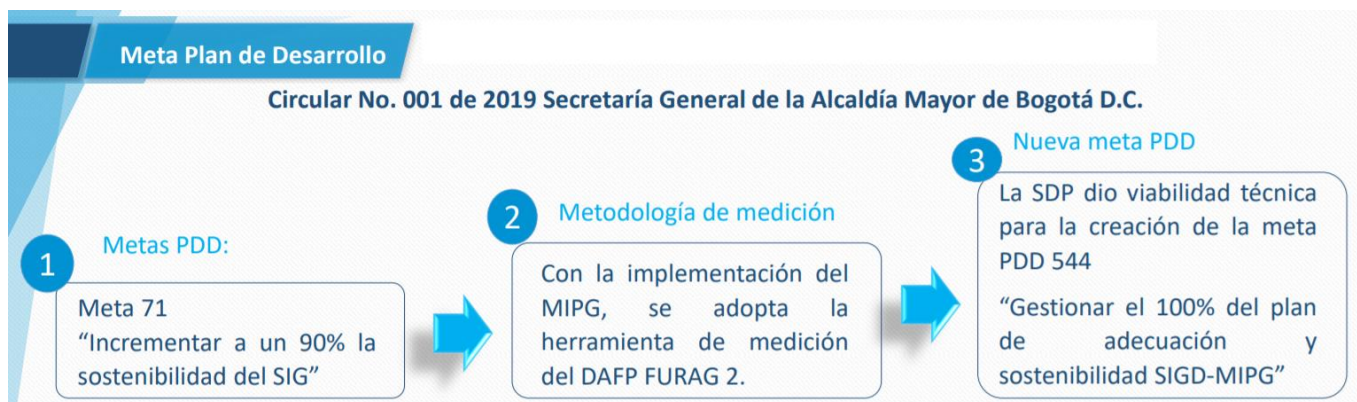 Meta Plan de Desarrollo
Circular No. 001 de 2019 Secretaría General de la Alcaldía Mayor de Bogotá D.C.
1
Metas PDD:
Meta 71
“Incrementar a un 90% la
sostenibilidad del SIG”
2
Metodología de medición
Con la implementación del
MIPG, se adopta la
herramienta de medición
del DAFP FURAG 2.
3
Nueva meta PDD
La SDP dio viabilidad técnica
para la creación de la meta
PDD 544
“Gestionar el 100% del plan
de adecuación y
sostenibilidad SIGD-MIPG”